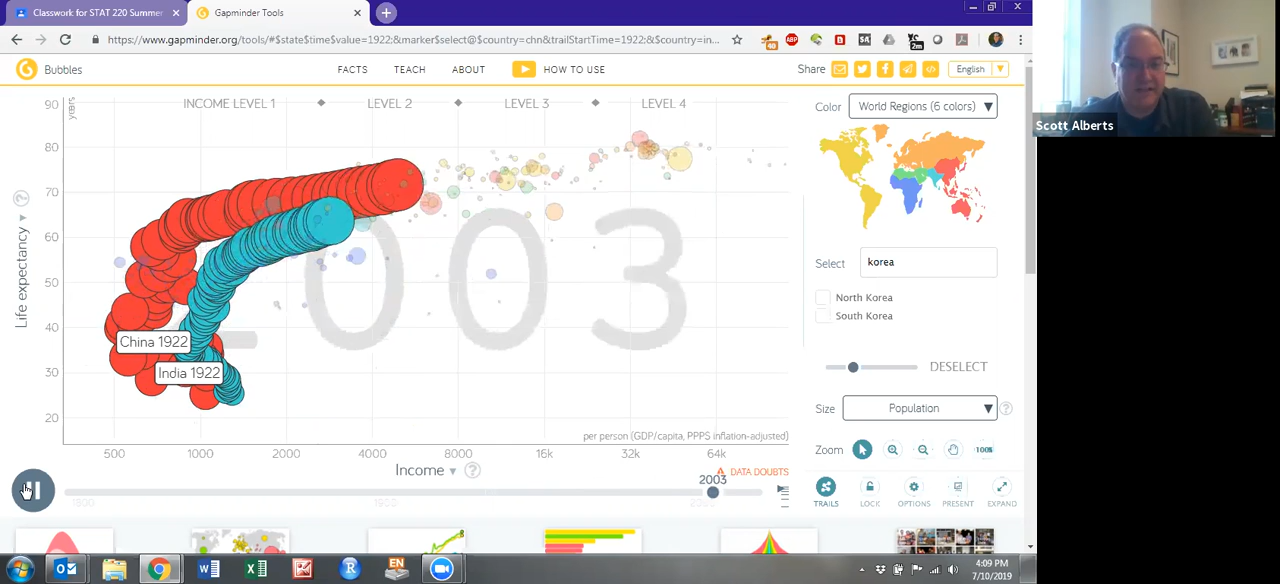 Classwork for STAT 220 Summer
Gapminder Tools
https://www.gapminder.org/tools/#$state$time$value=1922;&marker$select@$country=chn&trailStartTime=1922;&$country=in...
Bubbles
FACTS
TEACH
ABOUT
HOW TO USE
Share
English
Scott Alberts
90
years
INCOME LEVEL 1
LEVEL 2
LEVEL 3
LEVEL 4
Color
World Regions (6 colors)
80
70
60
50
40
30
20
Life expectancy
2003
China 1922
India 1922
Select
korea
North Korea
South Korea
DESELECT
Size
Population
per person (GDP/capita, PPP$ inflation-adjusted)
500
1000
2000
4000
8000
16k
32k
64k
Income
Zoom
100%
DATA DOUBTS
2003
1800
1900
TRAILS
LOCK
OPTIONS
PRESENT
EXPAND
4:09 PM
7/10/2019